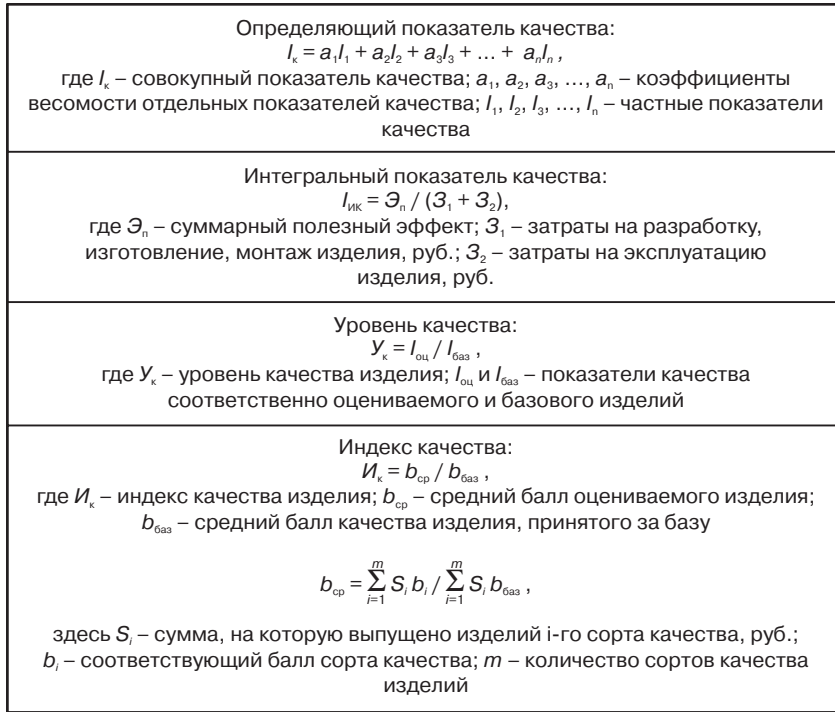 Определяющий показатель качества:
Iк = a1I1 + a2I2 + a3I3 + … + anIn ,
где Iк – совокупный показатель качества; a1, a2, a3, …, an – коэффициенты
весомости отдельных показателей качества; I1, I2, I3, …, In – частные показатели
качества
Интегральный показатель качества:
IИК = Эп / (З1 + З2),
где Эп – суммарный полезный эффект; З1 – затраты на разработку,
изготовление, монтаж изделия, руб.; З2 – затраты на эксплуатацию
изделия, руб.
Уровень качества:
Ук = Iоц / Iбаз ,
где Ук – уровень качества изделия; Iоц и Iбаз – показатели качества
соответственно оцениваемого и базового изделий
Индекс качества:
Ик = bср / bбаз ,
где Ик – индекс качества изделия; bср – средний балл оцениваемого изделия;
bбаз – средний балл качества изделия, принятого за базу
bср = ∑_{i=1}^{m} Si bi / ∑_{i=1}^{m} Si bбаз ,
здесь Si – сумма, на которую выпущено изделий i-го сорта качества, руб.;
bi – соответствующий балл сорта качества; m – количество сортов качества
изделий